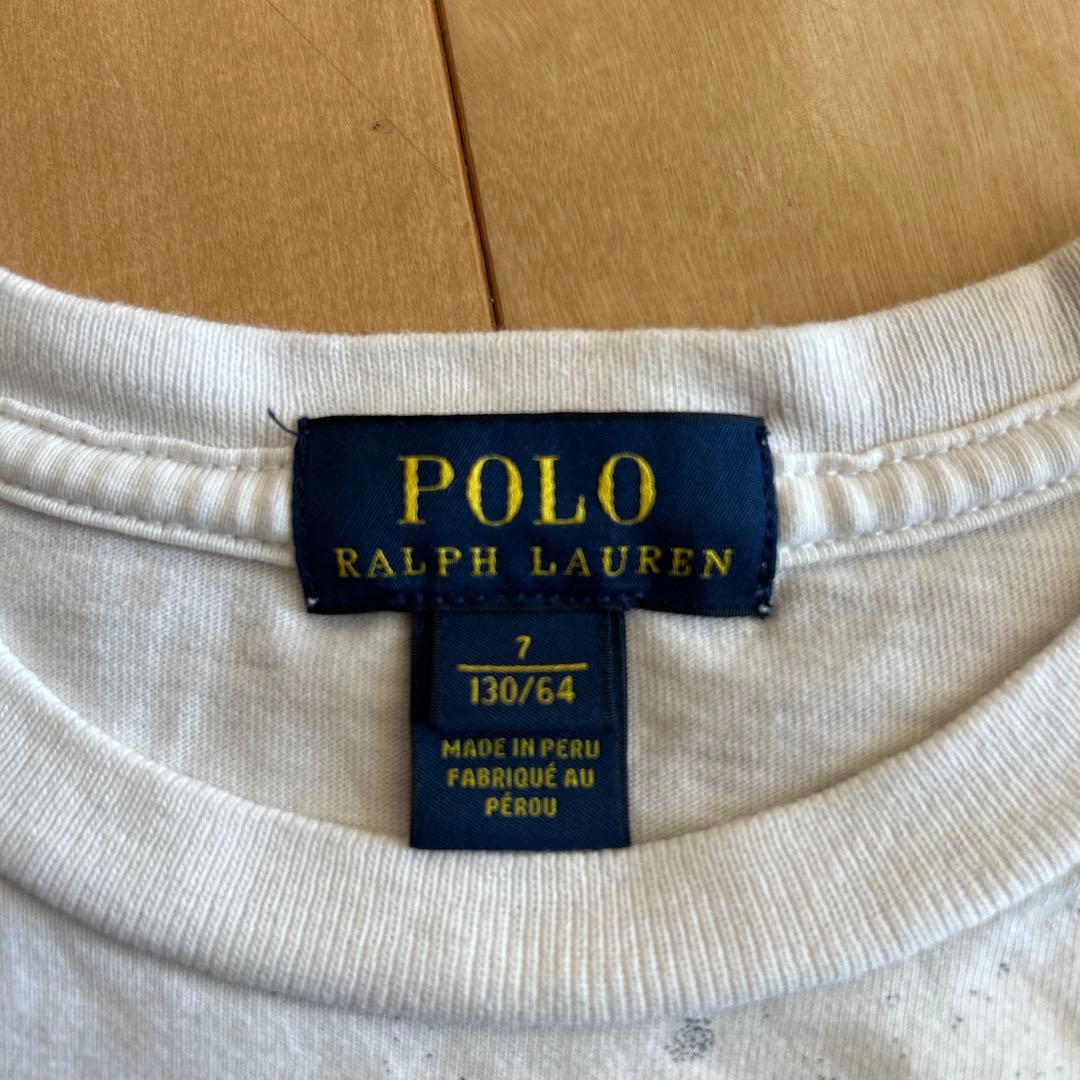 POLO
RALPH LAUREN
7
130/64
MADE IN PERU
FABRIQUÉ AU
PÉROU